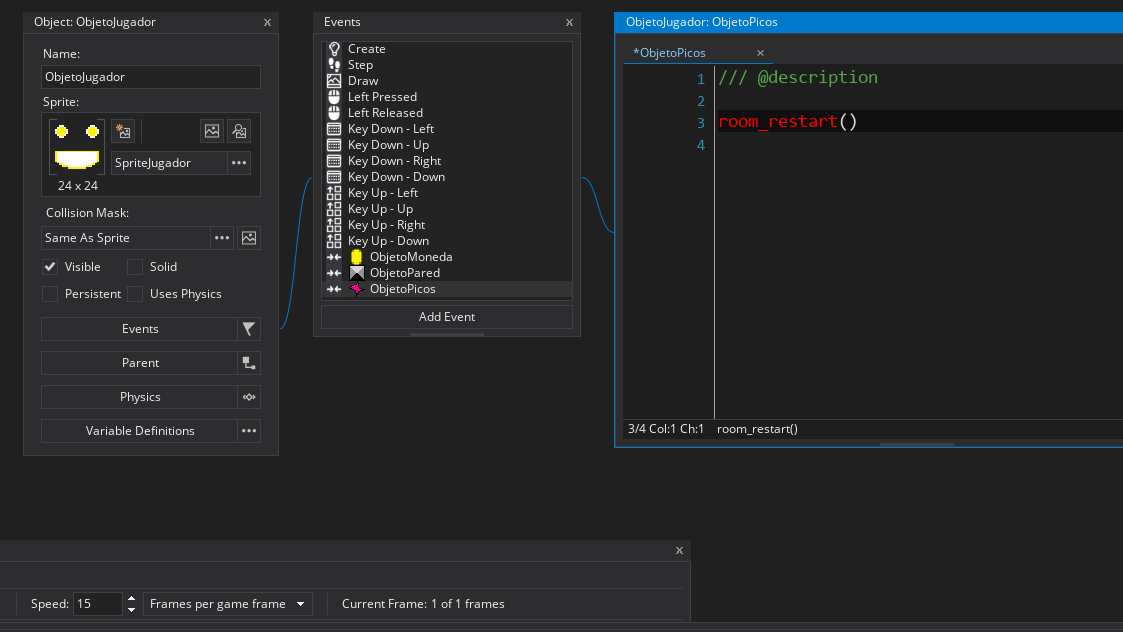 Object: ObjetoJugador x
Name:
ObjetoJugador
Sprite:
SpriteJugador
24 x 24
Collision Mask:
Same As Sprite
Visible Solid
Persistent Uses Physics
Events
Parent
Physics
Variable Definitions
Events x
Create
Step
Draw
Left Pressed
Left Released
Key Down - Left
Key Down - Up
Key Down - Right
Key Down - Down
Key Up - Left
Key Up - Up
Key Up - Right
Key Up - Down
ObjetoMoneda
ObjetoPared
ObjetoPicos
Add Event
ObjetoJugador: ObjetoPicos
*ObjetoPicos ×
1 /// @description
2
3 room_restart()
4
3/4 Col:1 Ch:1 room_restart()
x
Speed: 15 Frames per game frame Current Frame: 1 of 1 frames